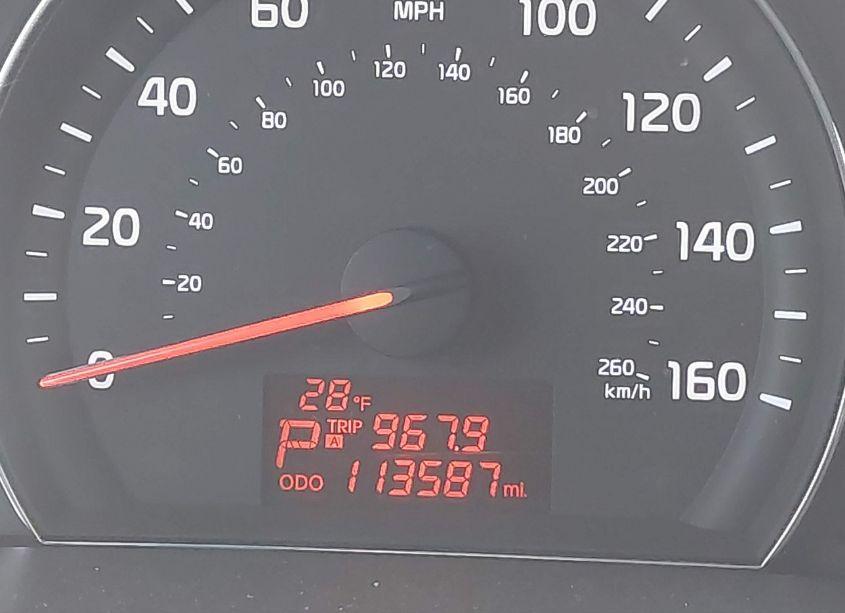 60 MPH 100
40 120
20 140
0 160
120 140
100 160
80 180
60 200
40 220
20 240
260
km/h
28°F
P TRIP A 967.9
ODO 113587 mi.